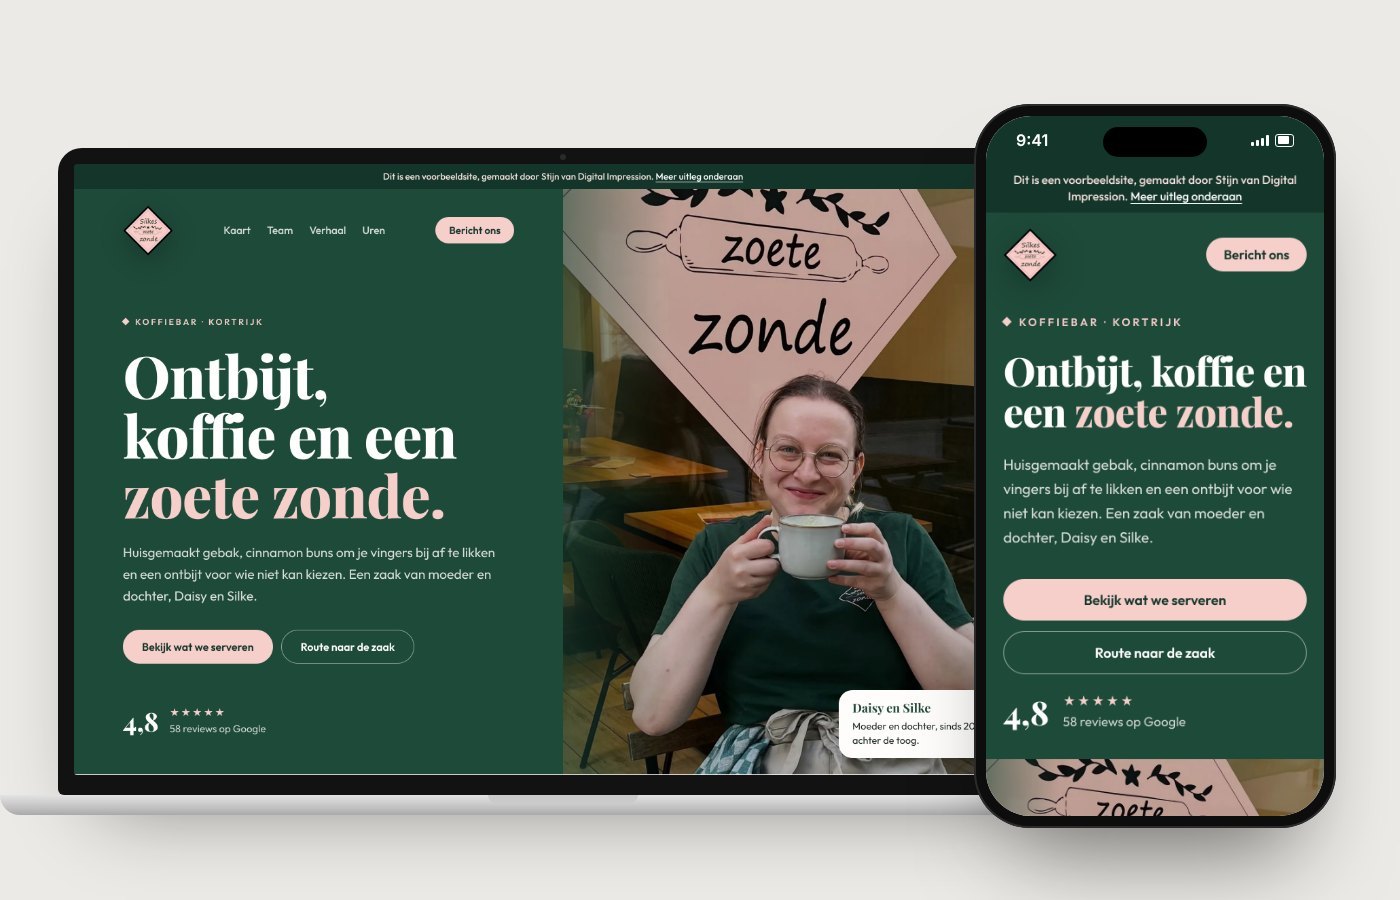 Dit is een voorbeeldsite, gemaakt door Stijn van Digital Impression. Meer uitleg onderaan
Silkes
zoete
zonde
Kaart Team Verhaal Uren
Bericht ons
KOFFIEBAR · KORTRIJK
Ontbijt,
koffie en een
zoete zonde.
Huisgemaakt gebak, cinnamon buns om je vingers bij af te likken
en een ontbijt voor wie niet kan kiezen. Een zaak van moeder en
dochter, Daisy en Silke.
Bekijk wat we serveren
Route naar de zaak
4,8
★★★★★
58 reviews op Google
zoete
zonde
Daisy en Silke
Moeder en dochter, sinds 20
achter de toog.
9:41
Dit is een voorbeeldsite, gemaakt door Stijn van Digital
Impression. Meer uitleg onderaan
Silkes
zoete
zonde
Bericht ons
KOFFIEBAR · KORTRIJK
Ontbijt, koffie en
een zoete zonde.
Huisgemaakt gebak, cinnamon buns om je
vingers bij af te likken en een ontbijt voor wie
niet kan kiezen. Een zaak van moeder en
dochter, Daisy en Silke.
Bekijk wat we serveren
Route naar de zaak
4,8
★★★★★
58 reviews op Google
zoete